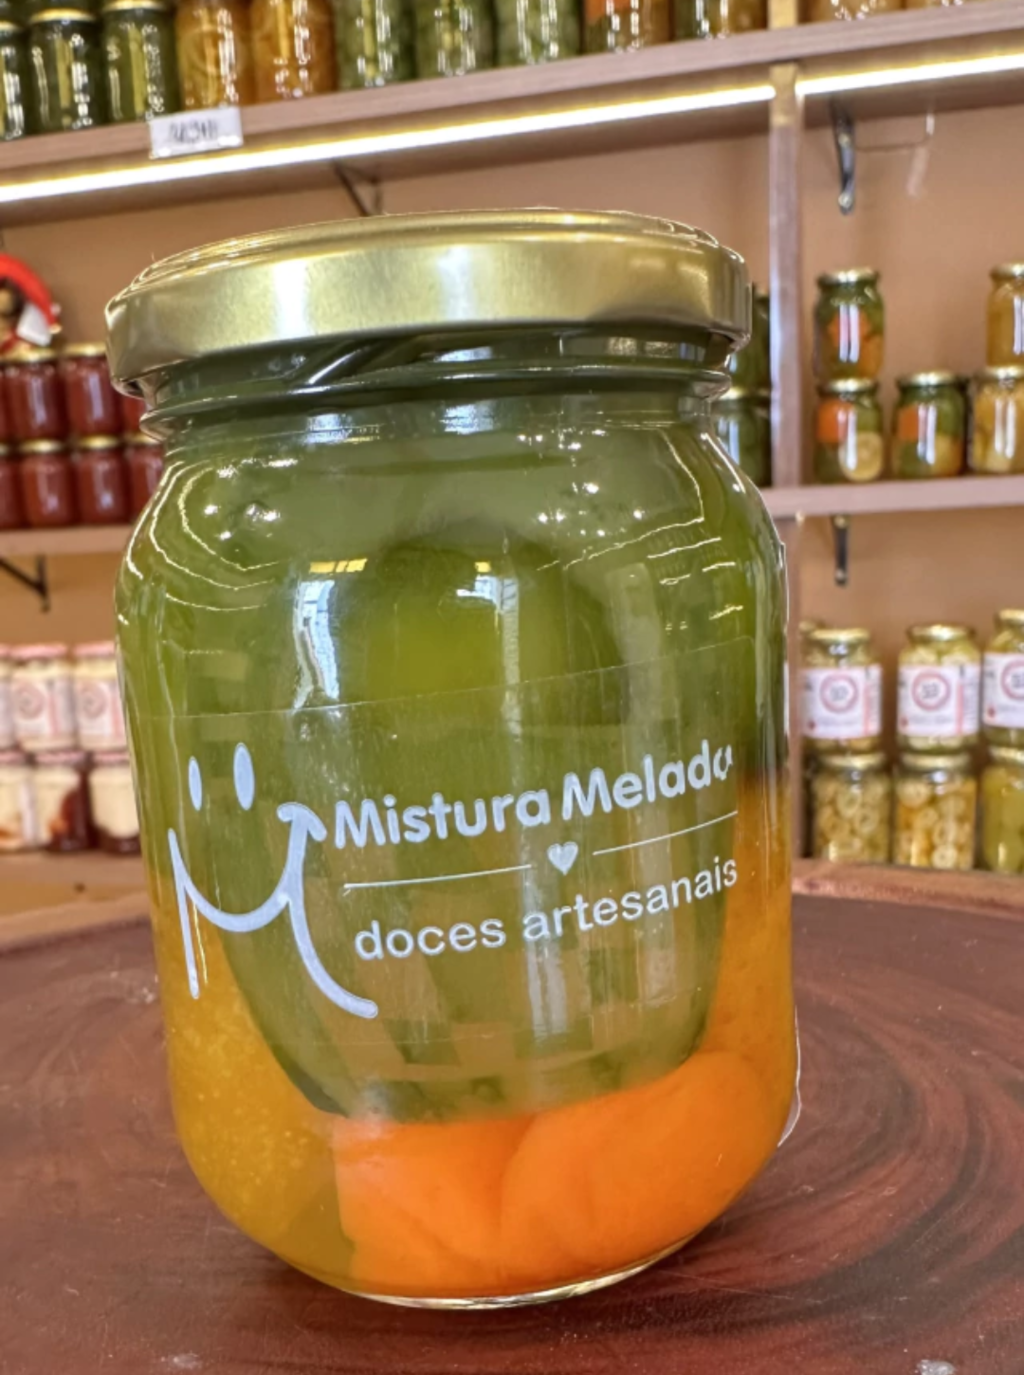 Mistura Melado
doces artesanais